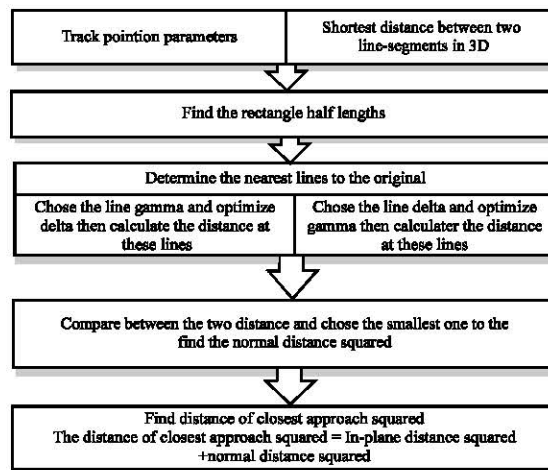 Track pointion parameters
Shortest distance between two
line-segments in 3D
Find the rectangle half lengths
Determine the nearest lines to the original
Chose the line gamma and optimize
delta then calculate the distance at
these lines
Chose the line delta and optimize
gamma then calculater the distance
at these lines
Compare between the two distance and chose the smallest one to the
find the normal distance squared
Find distance of closest approach squared
The distance of closest approach squared = In-plane distance squared
+normal distance squared